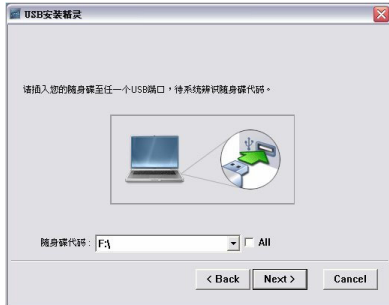 USB安装精灵
请插入您的随身碟至任一个USB端口，待系统辨识随身碟代码。
随身碟代码：F:\
All
< Back
Next >
Cancel